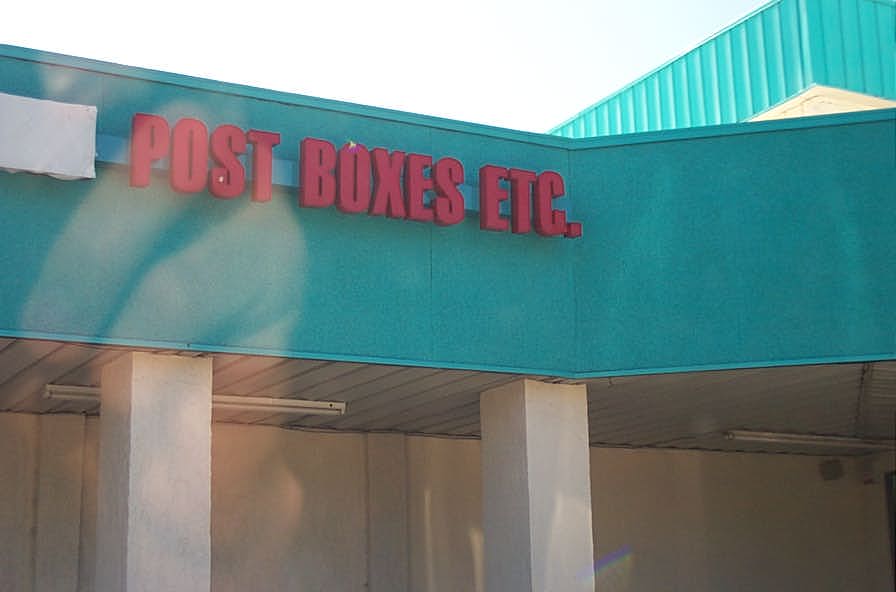 POST BOXES ETC.